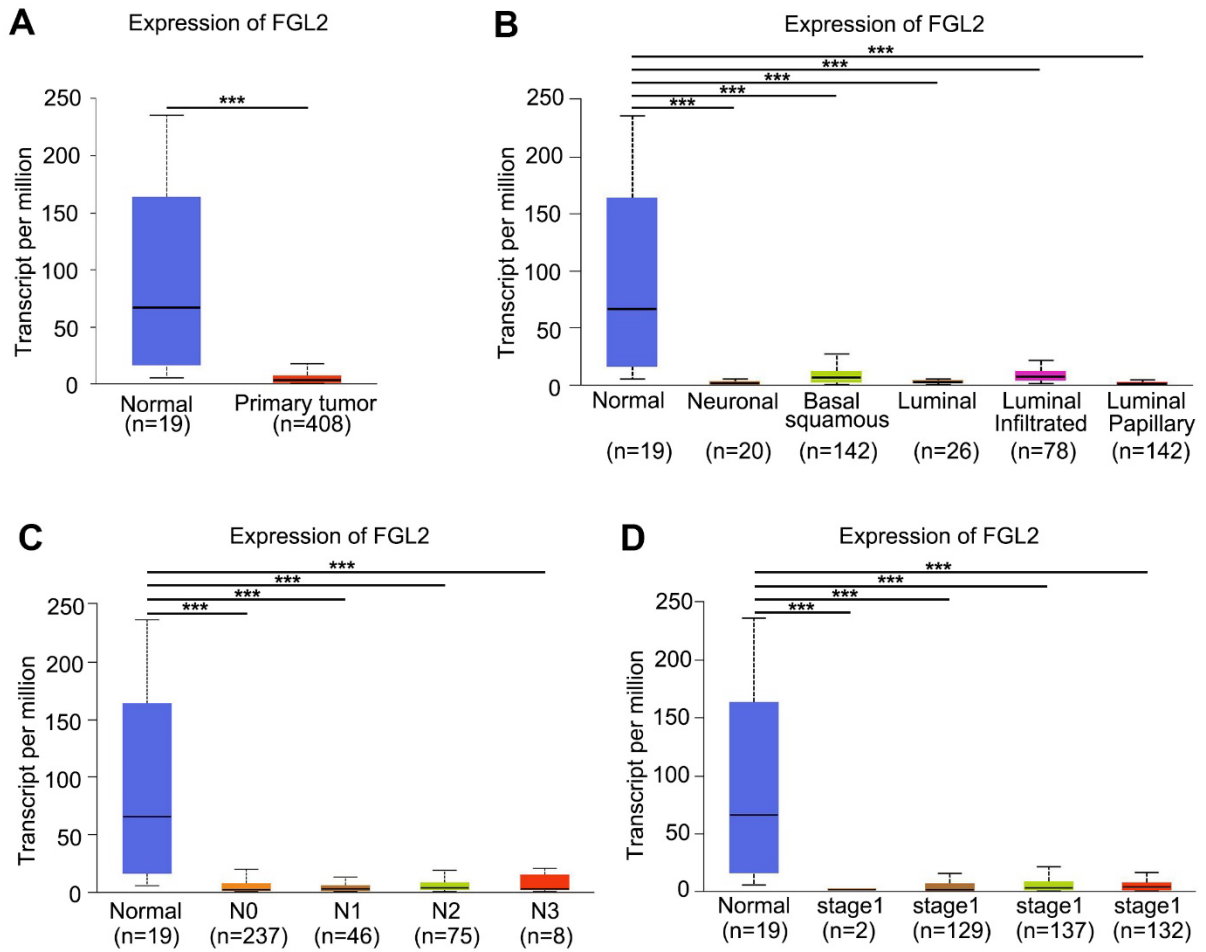 A
Expression of FGL2
***
250
200
150
100
50
0
Transcript per million
Normal
(n=19)
Primary tumor
(n=408)
B
Expression of FGL2
***
***
***
***
***
250
200
150
100
50
0
Transcript per million
Normal
(n=19)
Neuronal
(n=20)
Basal
squamous
(n=142)
Luminal
(n=26)
Luminal
Infiltrated
(n=78)
Luminal
Papillary
(n=142)
C
Expression of FGL2
***
***
***
***
250
200
150
100
50
0
Transcript per million
Normal
(n=19)
N0
(n=237)
N1
(n=46)
N2
(n=75)
N3
(n=8)
D
Expression of FGL2
***
***
***
***
250
200
150
100
50
0
Transcript per million
Normal
(n=19)
stage1
(n=2)
stage1
(n=129)
stage1
(n=137)
stage1
(n=132)